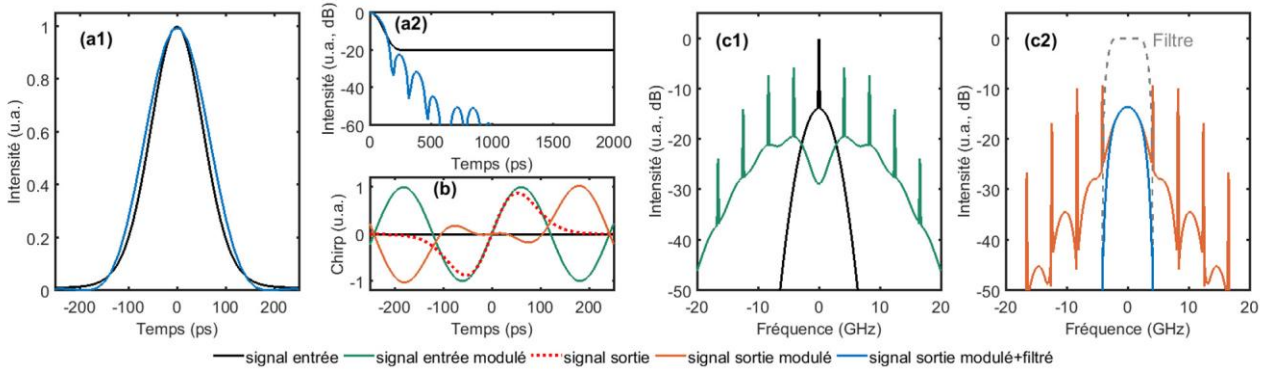 (a1)
Intensité (u.a.)
1
0.8
0.6
0.4
0.2
0
-200 -100 0 100 200
Temps (ps)
(a2)
Intensité (u.a., dB)
0
-20
-40
-60
0 500 1000 1500 2000
Temps (ps)
(b)
Chirp (u.a.)
1
0
-1
-200 -100 0 100 200
Temps (ps)
(c1)
Intensité (u.a., dB)
0
-10
-20
-30
-40
-50
-20 -10 0 10 20
Fréquence (GHz)
(c2)
Filtre
Intensité (u.a., dB)
0
-10
-20
-30
-40
-50
-20 -10 0 10 20
Fréquence (GHz)
signal entrée signal entrée modulé signal sortie signal sortie modulé signal sortie modulé+filtré